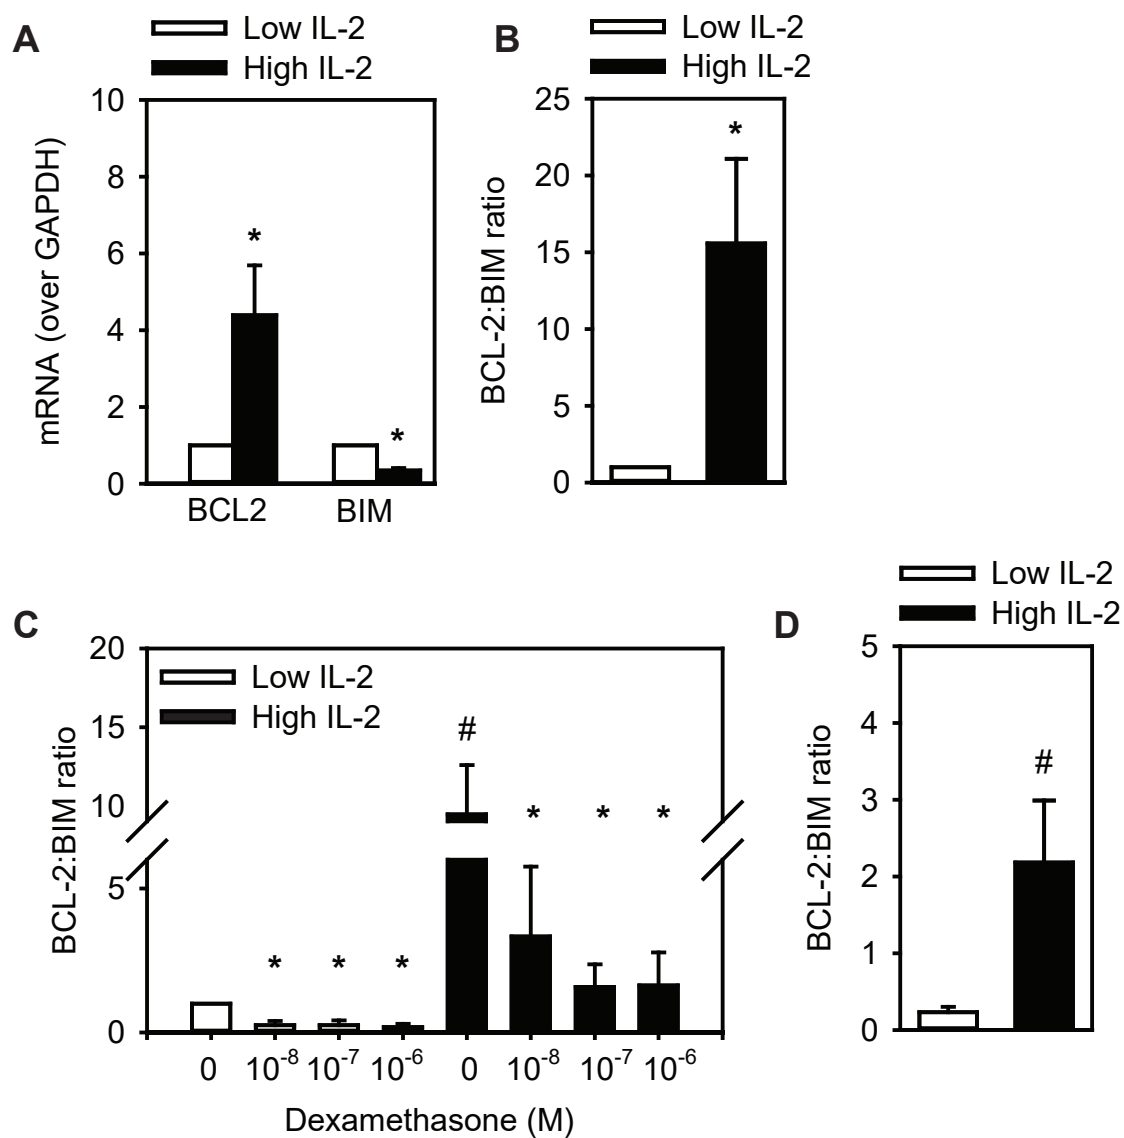 A
Low IL-2
High IL-2
mRNA (over GAPDH)
10
8
6
4
2
0
*
*
BCL2
BIM
B
Low IL-2
High IL-2
BCL-2:BIM ratio
25
20
15
10
5
0
*
C
Low IL-2
High IL-2
BCL-2:BIM ratio
20
15
10
5
0
* * * # * * *
0 10⁻⁸ 10⁻⁷ 10⁻⁶ 0 10⁻⁸ 10⁻⁷ 10⁻⁶
Dexamethasone (M)
D
Low IL-2
High IL-2
BCL-2:BIM ratio
5
4
3
2
1
0
#